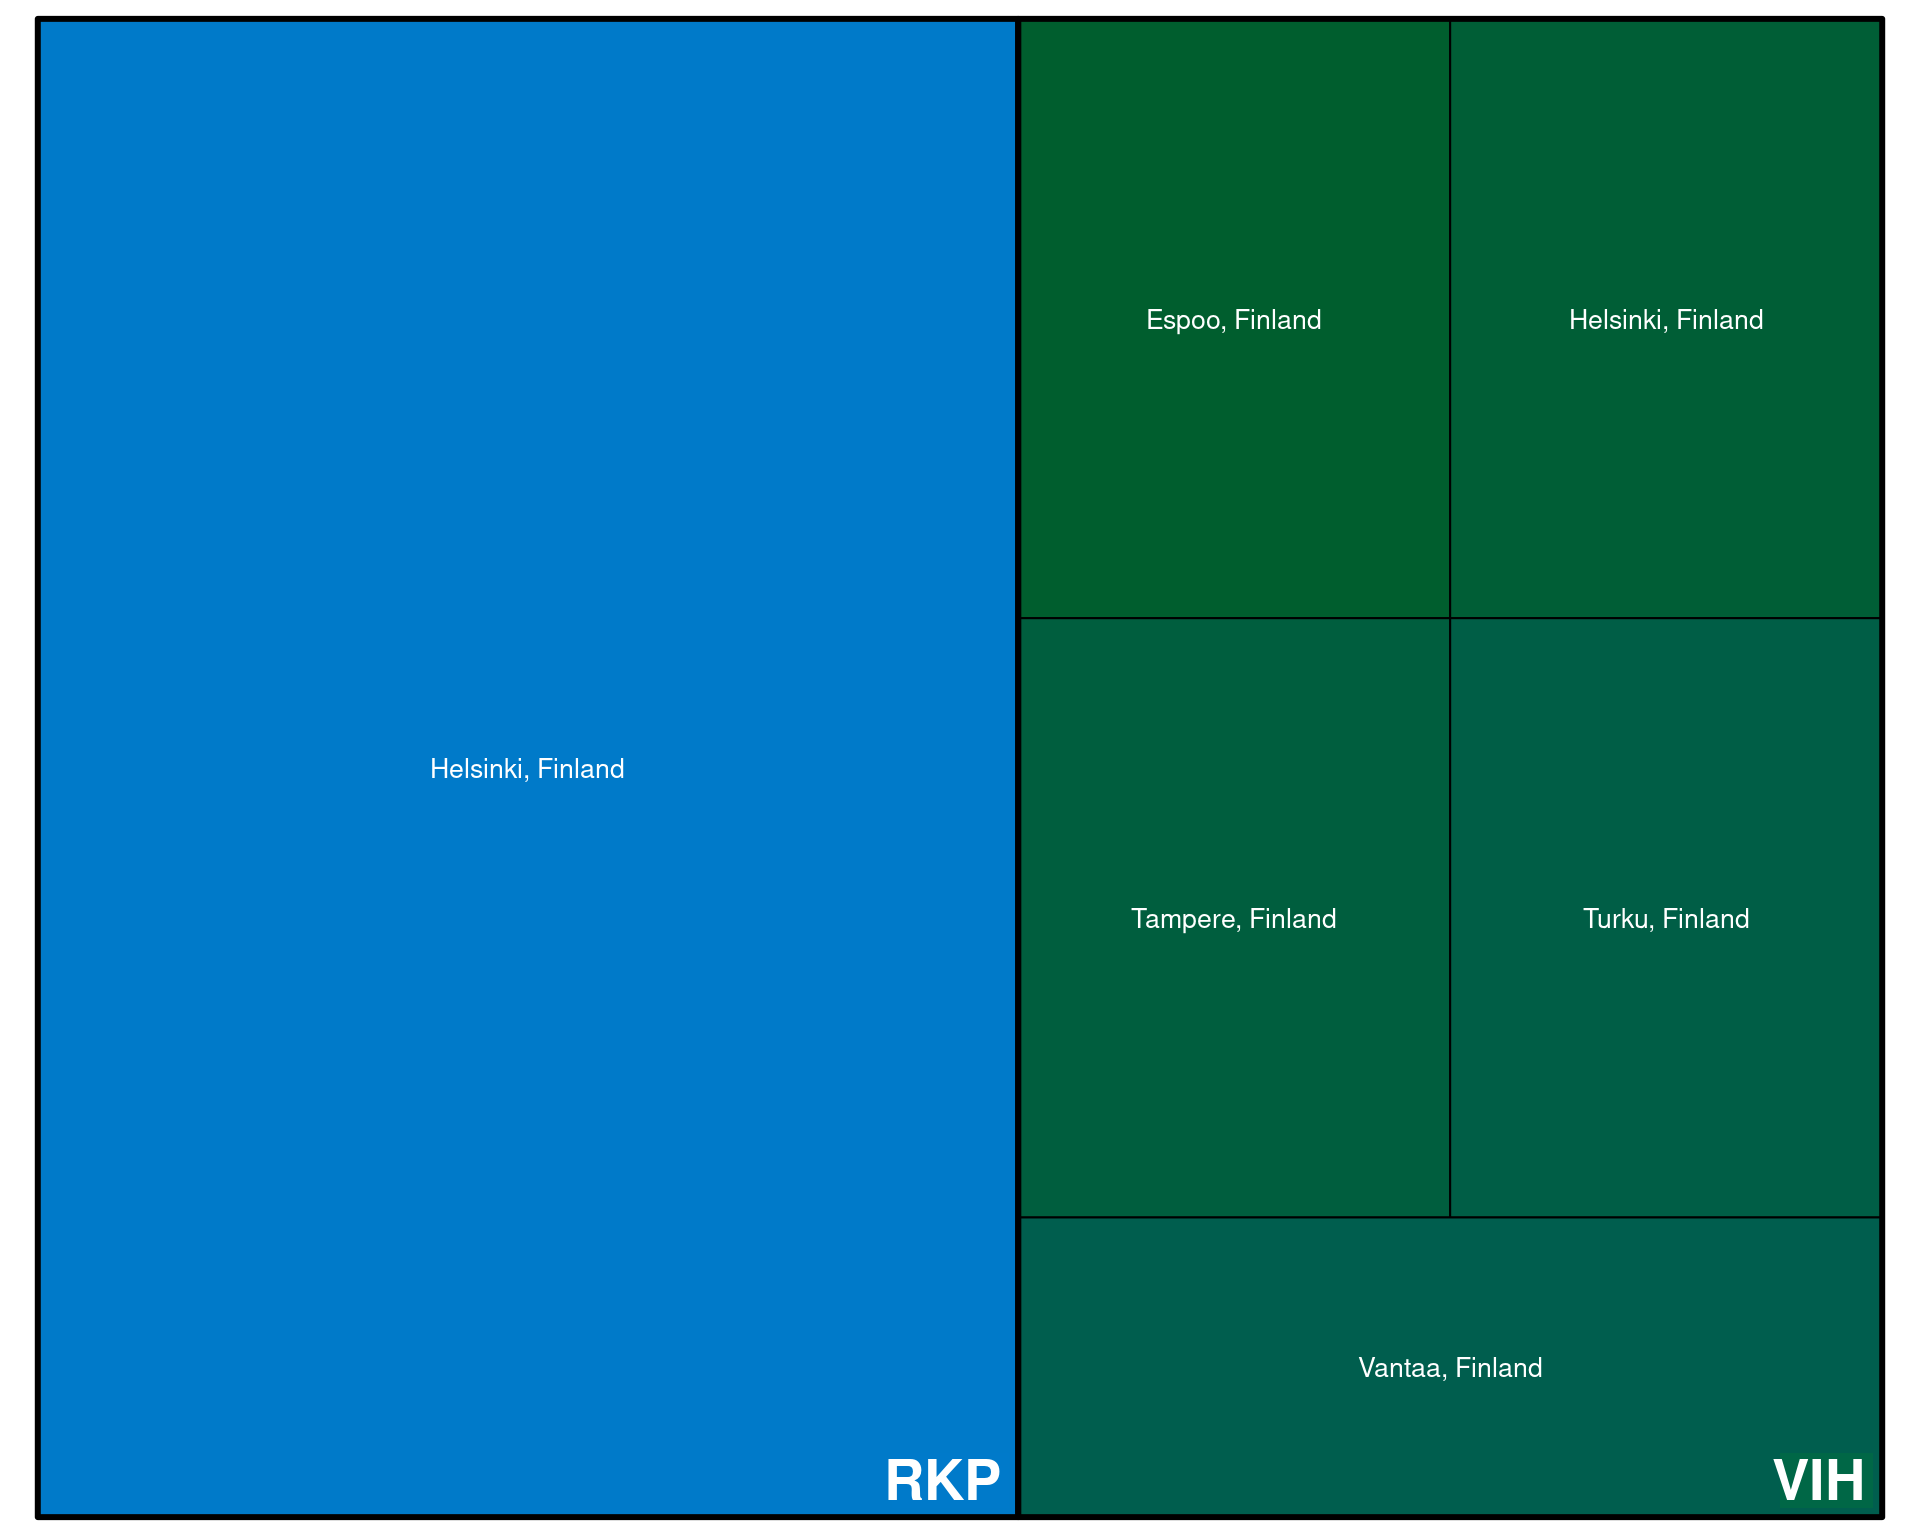 Helsinki, Finland
RKP
Espoo, Finland
Helsinki, Finland
Tampere, Finland
Turku, Finland
Vantaa, Finland
VIH